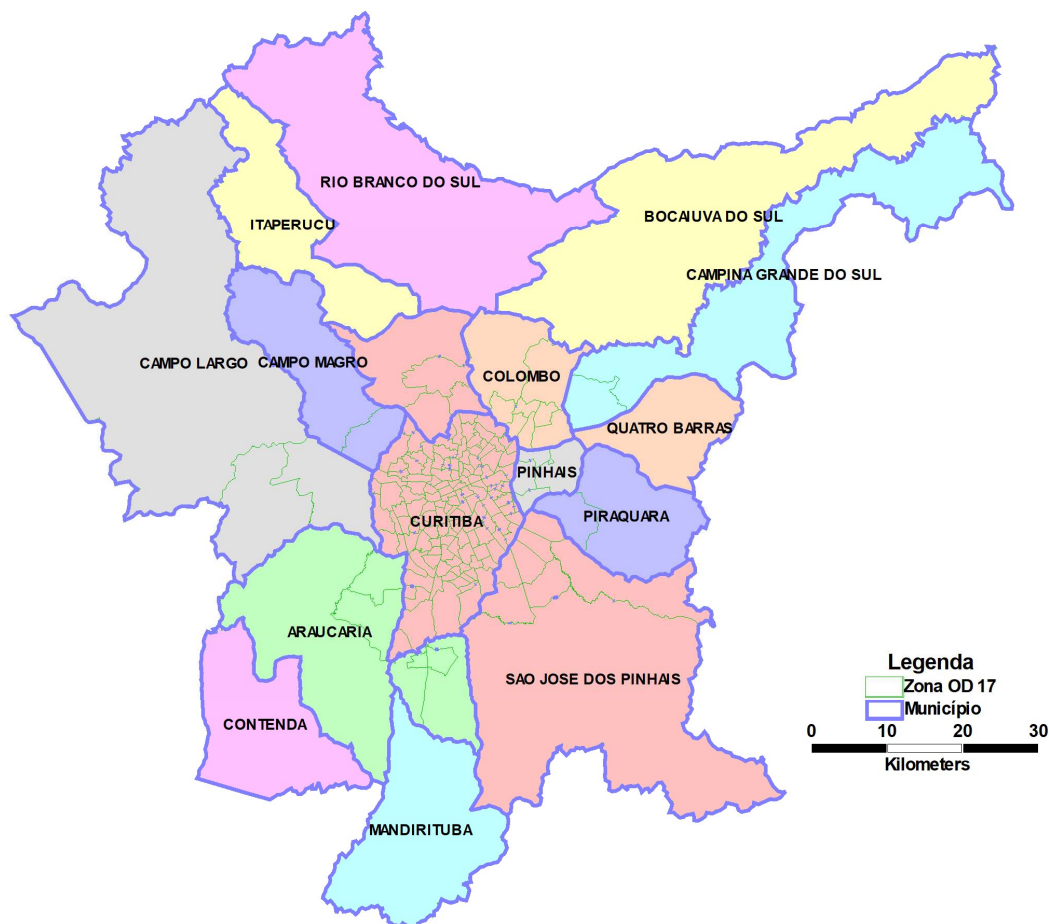 RIO BRANCO DO SUL
BOCAIUVA DO SUL
ITAPERUCU
CAMPINA GRANDE DO SUL
CAMPO LARGO
CAMPO MAGRO
COLOMBO
QUATRO BARRAS
PINHAIS
CURITIBA
PIRAQUARA
ARAUCARIA
SAO JOSE DOS PINHAIS
CONTENDA
MANDIRITUBA
Legenda
Zona OD 17
Município
0 10 20 30
Kilometers